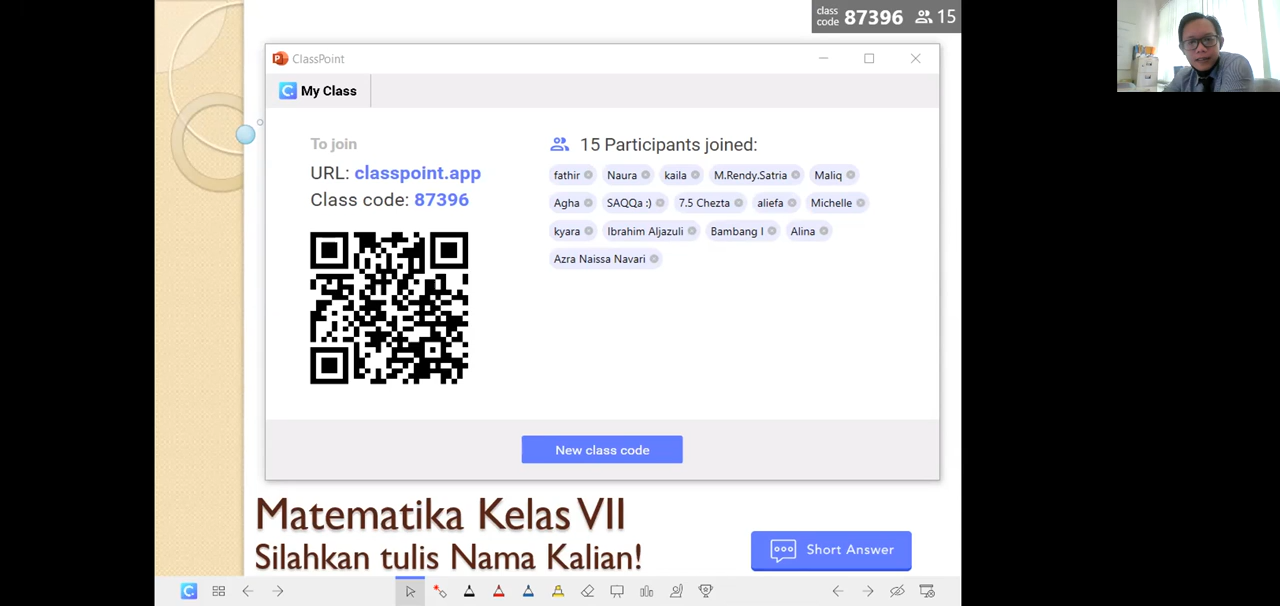 class code 87396 15
ClassPoint
My Class
To join
URL: classpoint.app
Class code: 87396
15 Participants joined:
fathir Naura kaila M.Rendy.Satria Maliq
Agha SAQQa :) 7.5 Chezta aliefa Michelle
kyara Ibrahim Aljazuli Bambang I Alina
Azra Naissa Navari
New class code
Matematika Kelas VII
Silahkan tulis Nama Kalian!
Short Answer